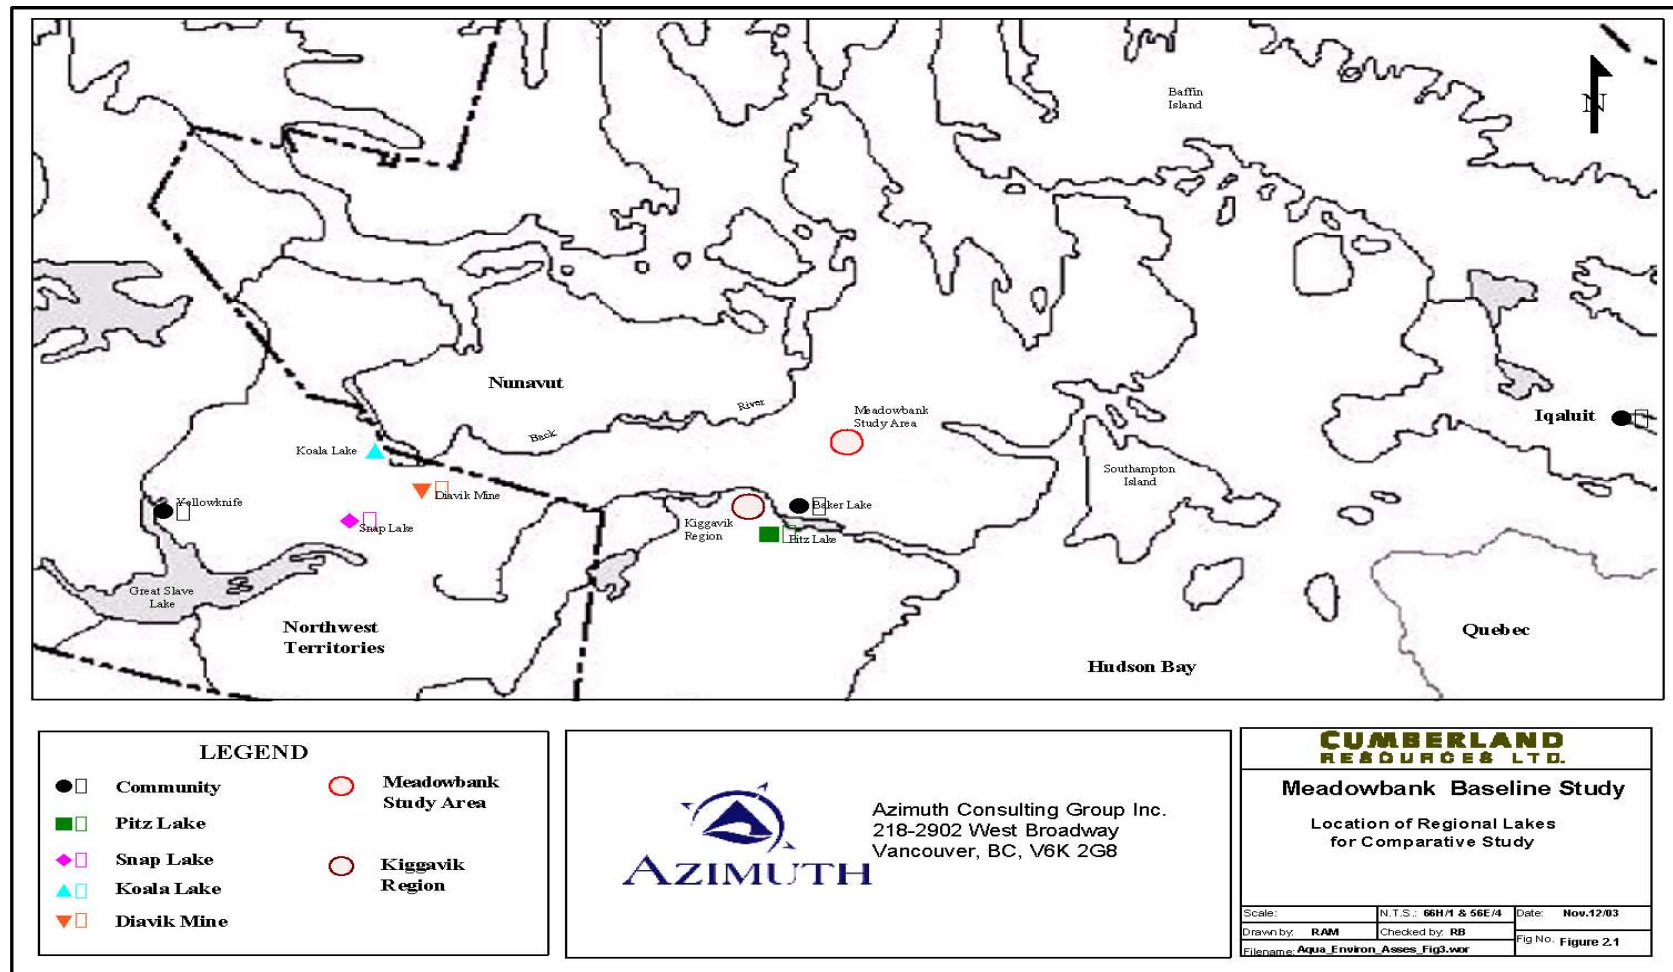 Baffin
Island
N
Nunavut
River
Back
Meadowbank
Study Area
Iqaluit
Koala Lake
Southampton
Island
Diavik Mine
Yellowknife
Snap Lake
Kiggavik
Region
Baker Lake
Pitz Lake
Great Slave
Lake
Northwest
Territories
Quebec
Hudson Bay
LEGEND
Community
Pitz Lake
Snap Lake
Koala Lake
Diavik Mine
Meadowbank
Study Area
Kiggavik
Region
AZIMUTH
Azimuth Consulting Group Inc.
218-2902 West Broadway
Vancouver, BC, V6K 2G8
CUMBERLAND
RESOURCES LTD.
Meadowbank Baseline Study
Location of Regional Lakes
for Comparative Study
Scale: N.T.S.: 66H/1 & 56E/4 Date: Nov.12/03
Drawn by: RAM Checked by: RB Fig No. Figure 2.1
Filename: Aqua_Environ_Asses_Fig3.wor